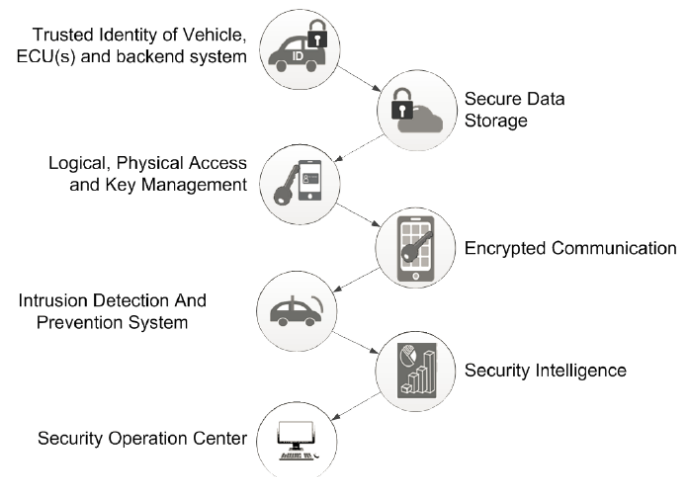 Trusted Identity of Vehicle,
ECU(s) and backend system
ID
Secure Data
Storage
Logical, Physical Access
and Key Management
Encrypted Communication
Intrusion Detection And
Prevention System
Security Intelligence
Security Operation Center